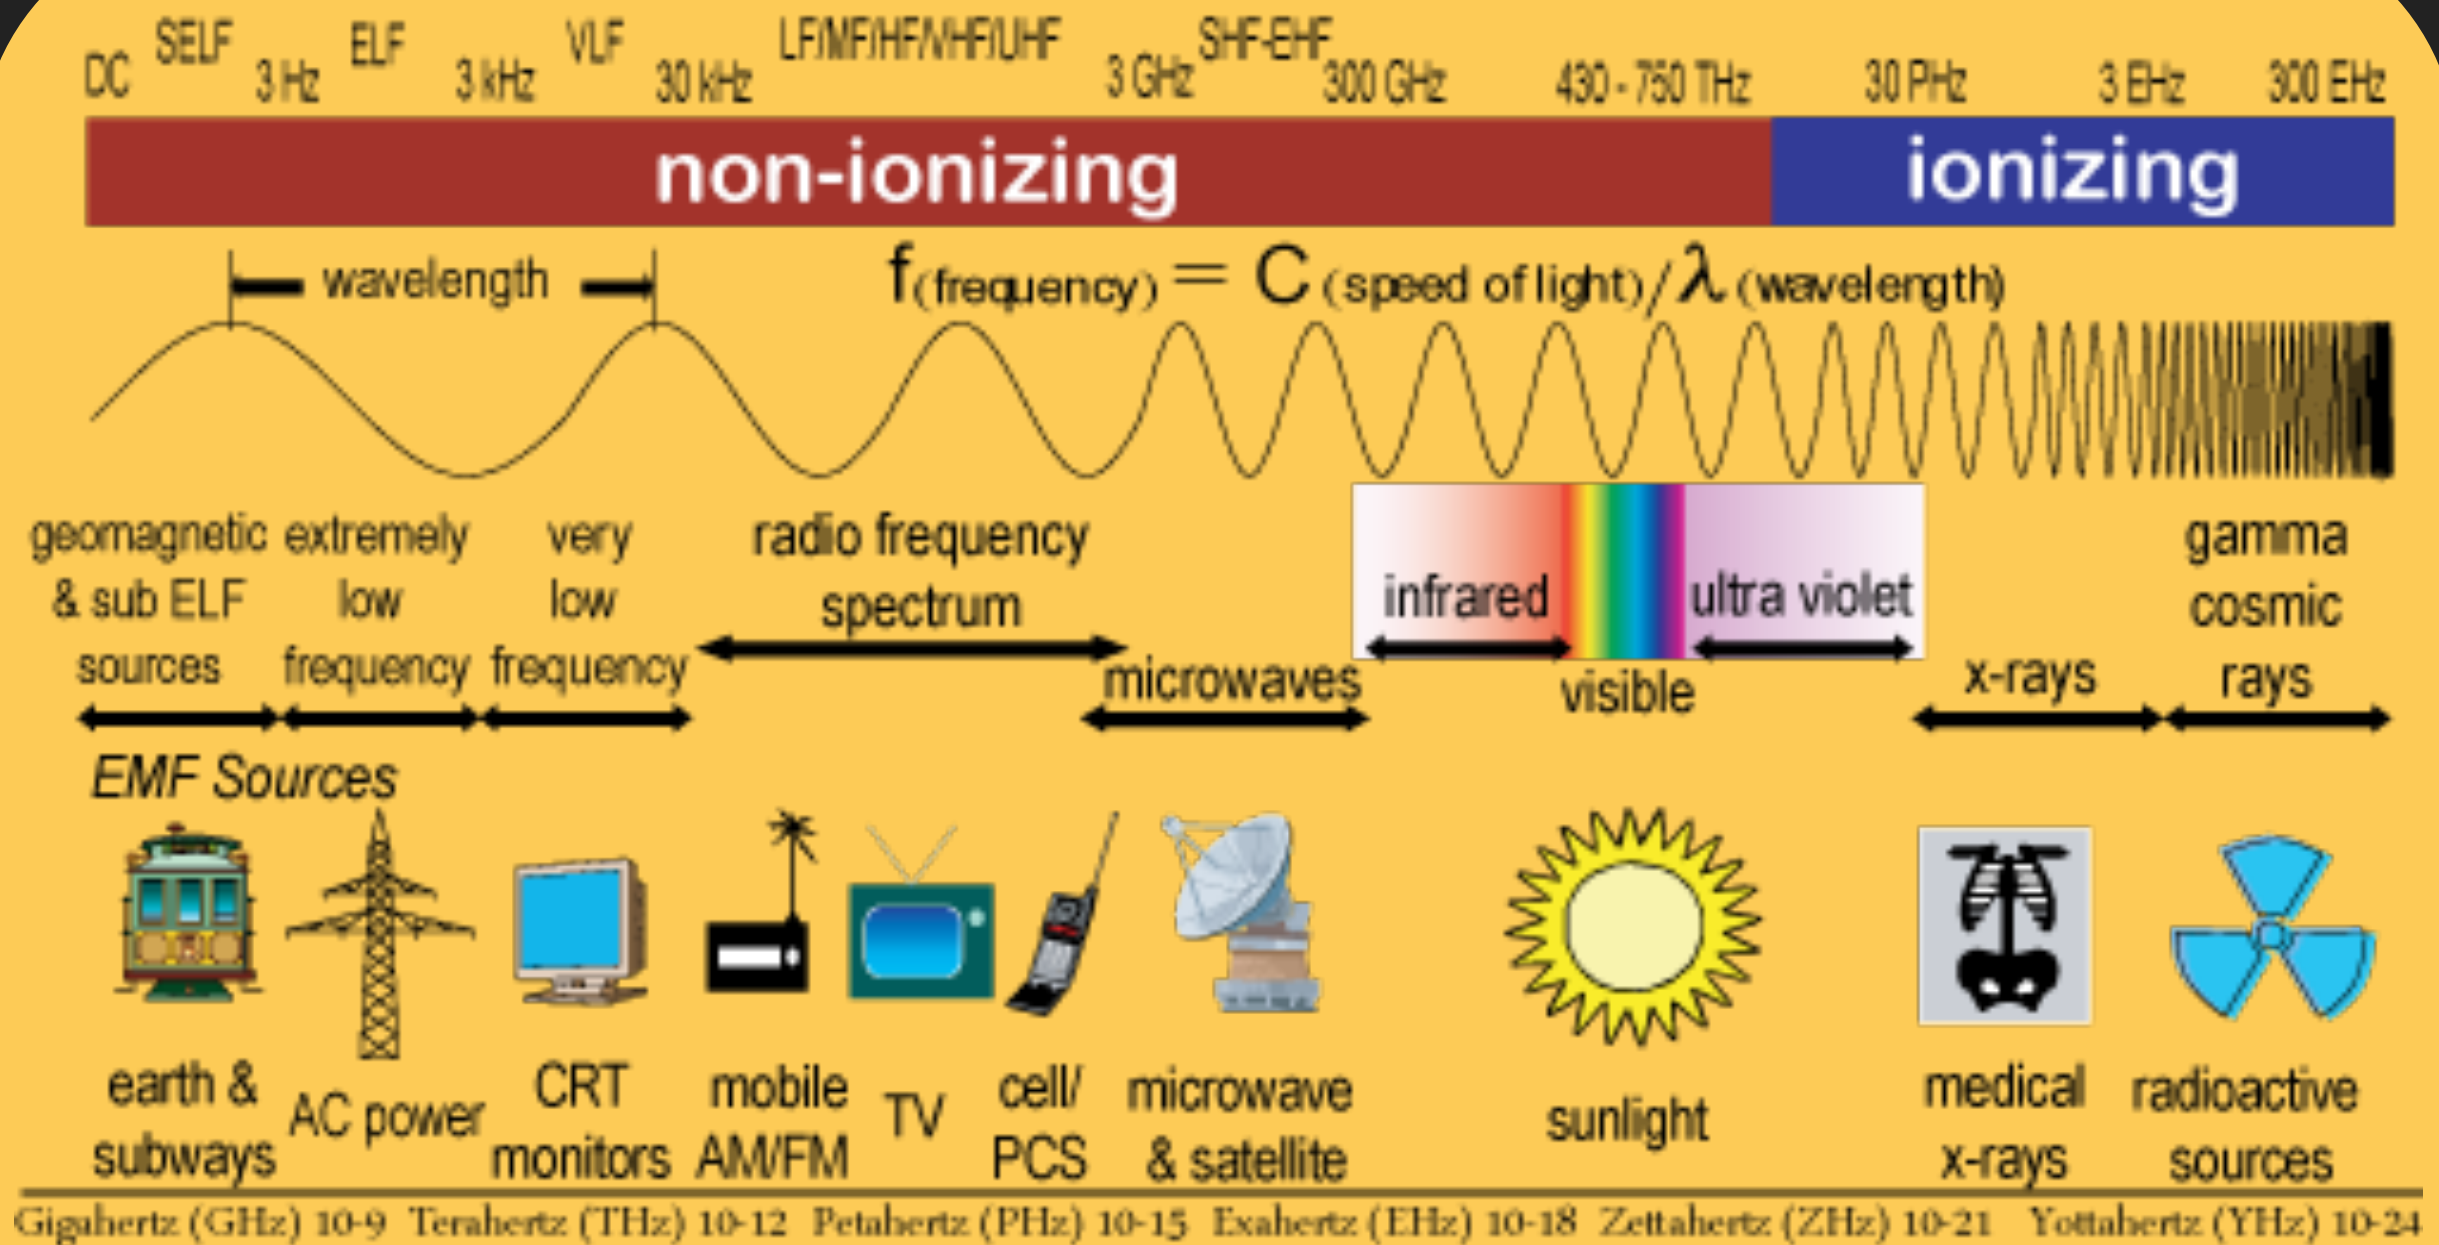 DC SELF 3 Hz ELF 3 kHz VLF 30 kHz LF/MF/HF/VHF/UHF 3 GHz SHF-EHF 300 GHz 430 - 750 THz 30 PHz 3 EHz 300 EHz
non-ionizing ionizing
wavelength f(frequency) = C (speed of light)/λ (wavelength)
geomagnetic
& sub ELF
sources
extremely
low
frequency
very
low
frequency
radio frequency
spectrum
microwaves
infrared
visible
ultra violet
x-rays
gamma
cosmic
rays
EMF Sources
earth &
subways
AC power
CRT
monitors
mobile
AM/FM
TV
cell/
PCS
microwave
& satellite
sunlight
medical
x-rays
radioactive
sources
Gigahertz (GHz) 10-9 Terahertz (THz) 10-12 Petahertz (PHz) 10-15 Exahertz (EHz) 10-18 Zettahertz (ZHz) 10-21 Yottahertz (YHz) 10-24